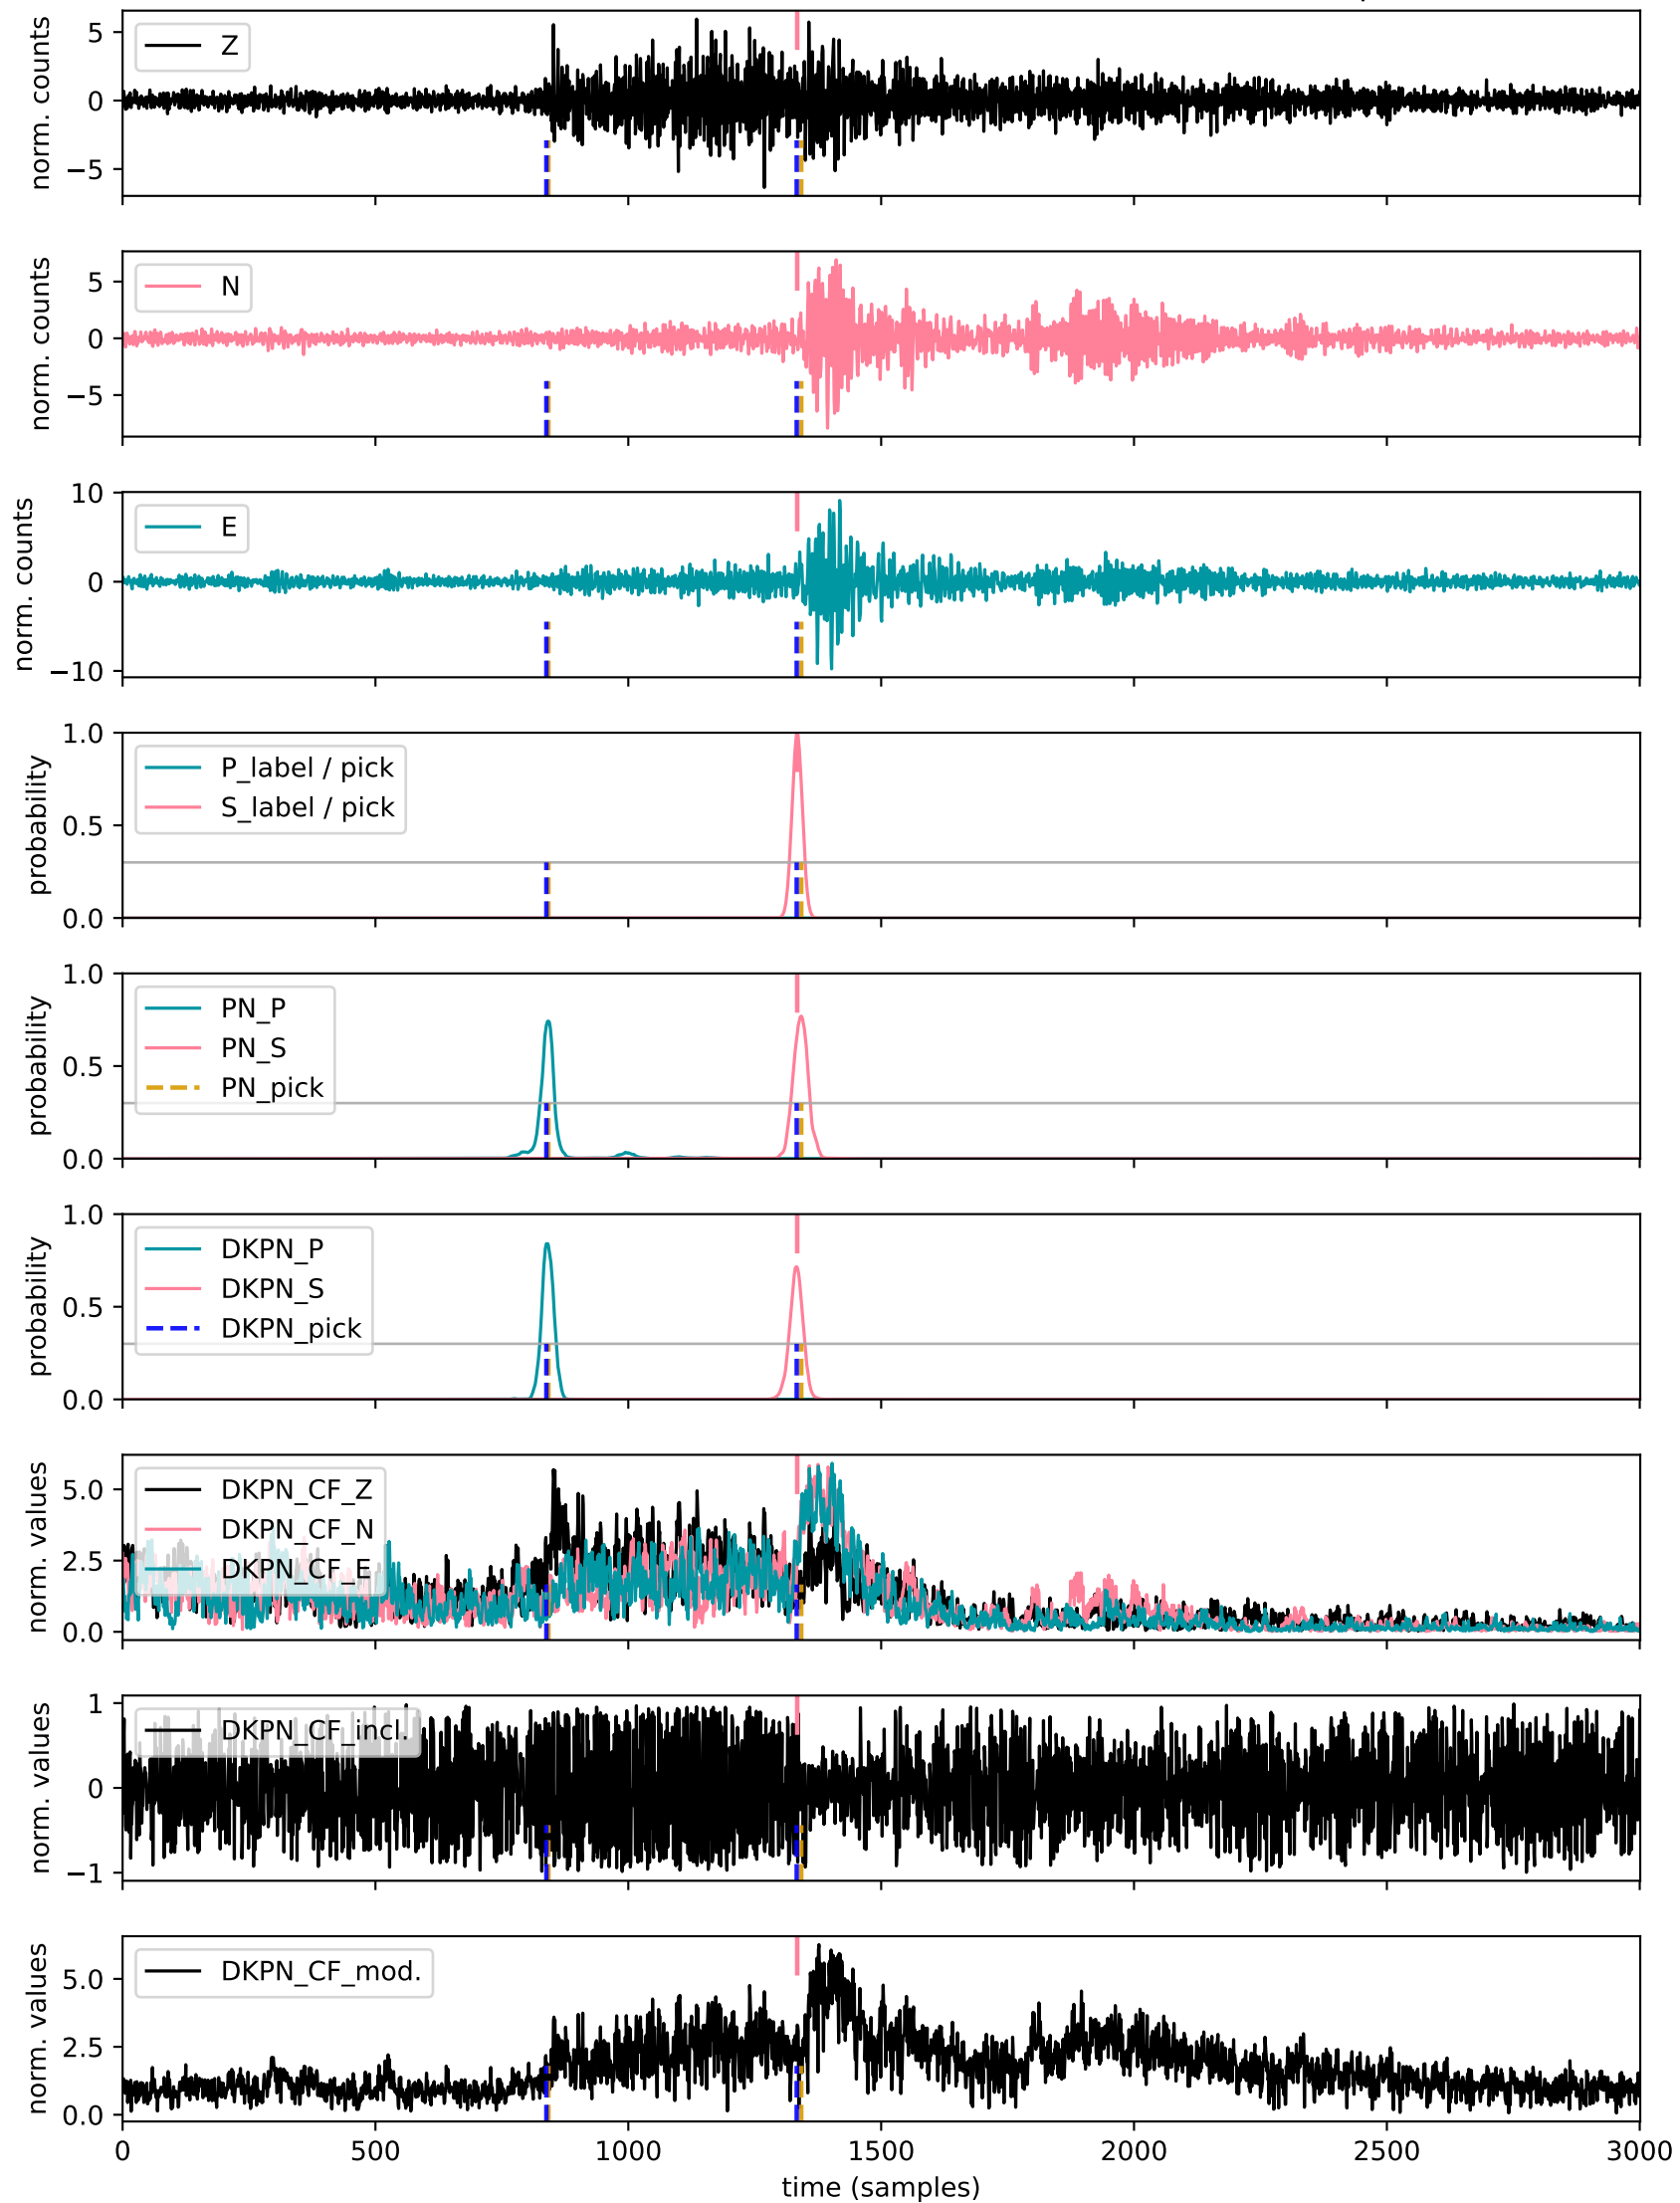 norm. counts
5
0
−5
Z
norm. counts
5
0
−5
N
norm. counts
10
0
−10
E
probability
1.0
0.5
0.0
P_label / pick
S_label / pick
probability
1.0
0.5
0.0
PN_P
PN_S
PN_pick
probability
1.0
0.5
0.0
DKPN_P
DKPN_S
DKPN_pick
norm. values
5.0
2.5
0.0
DKPN_CF_Z
DKPN_CF_N
DKPN_CF_E
norm. values
1
0
−1
DKPN_CF_incl.
norm. values
5.0
2.5
0.0
DKPN_CF_mod.
0 500 1000 1500 2000 2500 3000
time (samples)